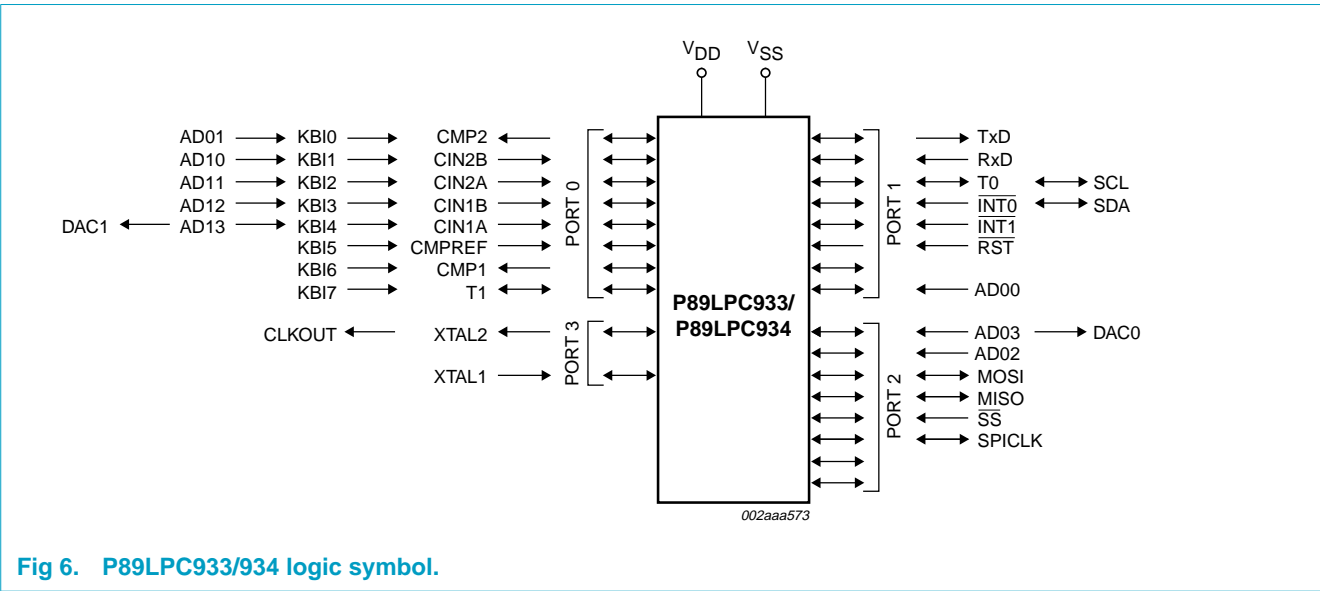 VDD VSS
AD01 KBI0 CMP2 TxD
AD10 KBI1 CIN2B RxD
AD11 KBI2 CIN2A T0 SCL
AD12 KBI3 CIN1B INT0 SDA
DAC1 AD13 KBI4 CIN1A INT1
KBI5 CMPREF RST
KBI6 CMP1
KBI7 T1 AD00
PORT 0
PORT 1
P89LPC933/
P89LPC934
CLKOUT XTAL2 AD03 DAC0
AD02
XTAL1 MOSI
MISO
SS
SPICLK
PORT 3
PORT 2
002aaa573
Fig 6. P89LPC933/934 logic symbol.